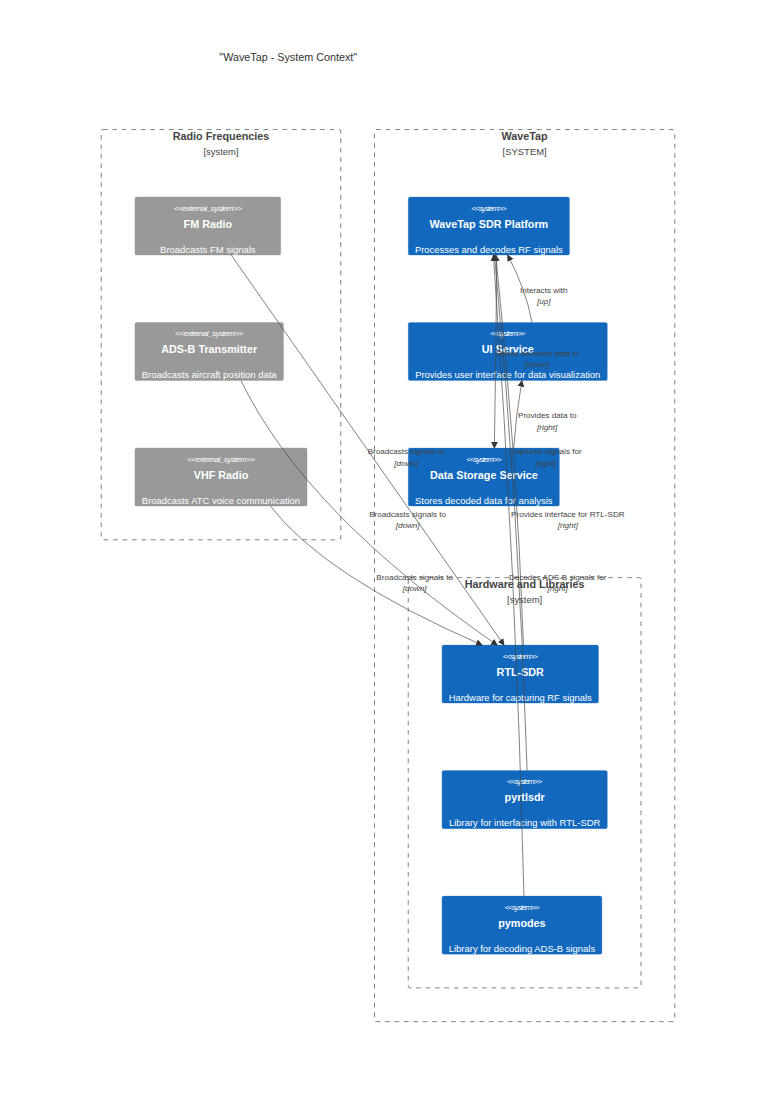 "WaveTap - System Context"
Radio Frequencies
[system]
<<external_system>>
FM Radio
Broadcasts FM signals
<<external_system>>
ADS-B Transmitter
Broadcasts aircraft position data
<<external_system>>
VHF Radio
Broadcasts ATC voice communication
WaveTap
[SYSTEM]
<<system>>
WaveTap SDR Platform
Processes and decodes RF signals
Interacts with
[up]
<<system>>
UI Service
data in
[down]
Provides user interface for data visualization
Provides data to
[right]
Broadcasts signals to
[down]
Captures signals for
[right]
<<system>>
Data Storage Service
Stores decoded data for analysis
Broadcasts signals to
[down]
Provides interface for RTL-SDR
[right]
Broadcasts signals to
[down]
Decodes ADS-B signals for
[right]
Hardware and Libraries
[system]
<<system>>
RTL-SDR
Hardware for capturing RF signals
<<system>>
pyrtlsdr
Library for interfacing with RTL-SDR
<<system>>
pymodes
Library for decoding ADS-B signals